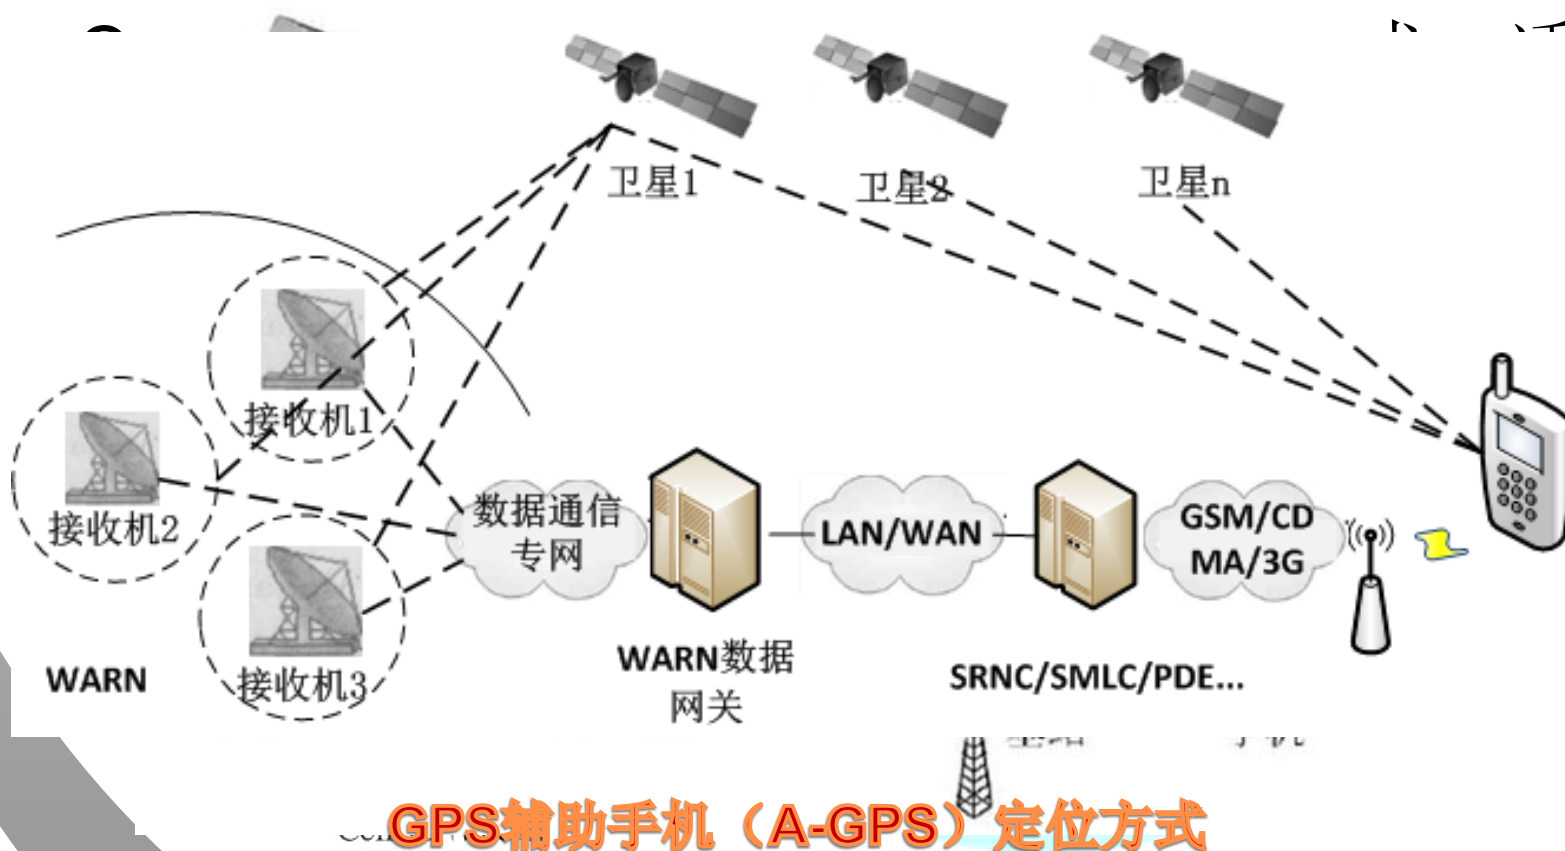 卫星1
卫星2
卫星n
接收机1
接收机2
接收机3
数据通信
专网
LAN/WAN
GSM/CD
MA/3G
WARN
WARN数据
网关
SRNC/SMLC/PDE...
GPS辅助手机（A-GPS）定位方式